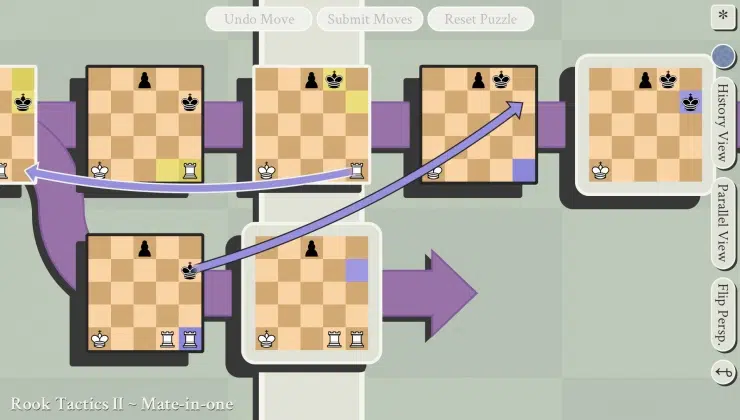 Undo Move
Submit Moves
Reset Puzzle
*
History View
Parallel View
Flip Persp.
Rook Tactics II ~ Mate-in-one